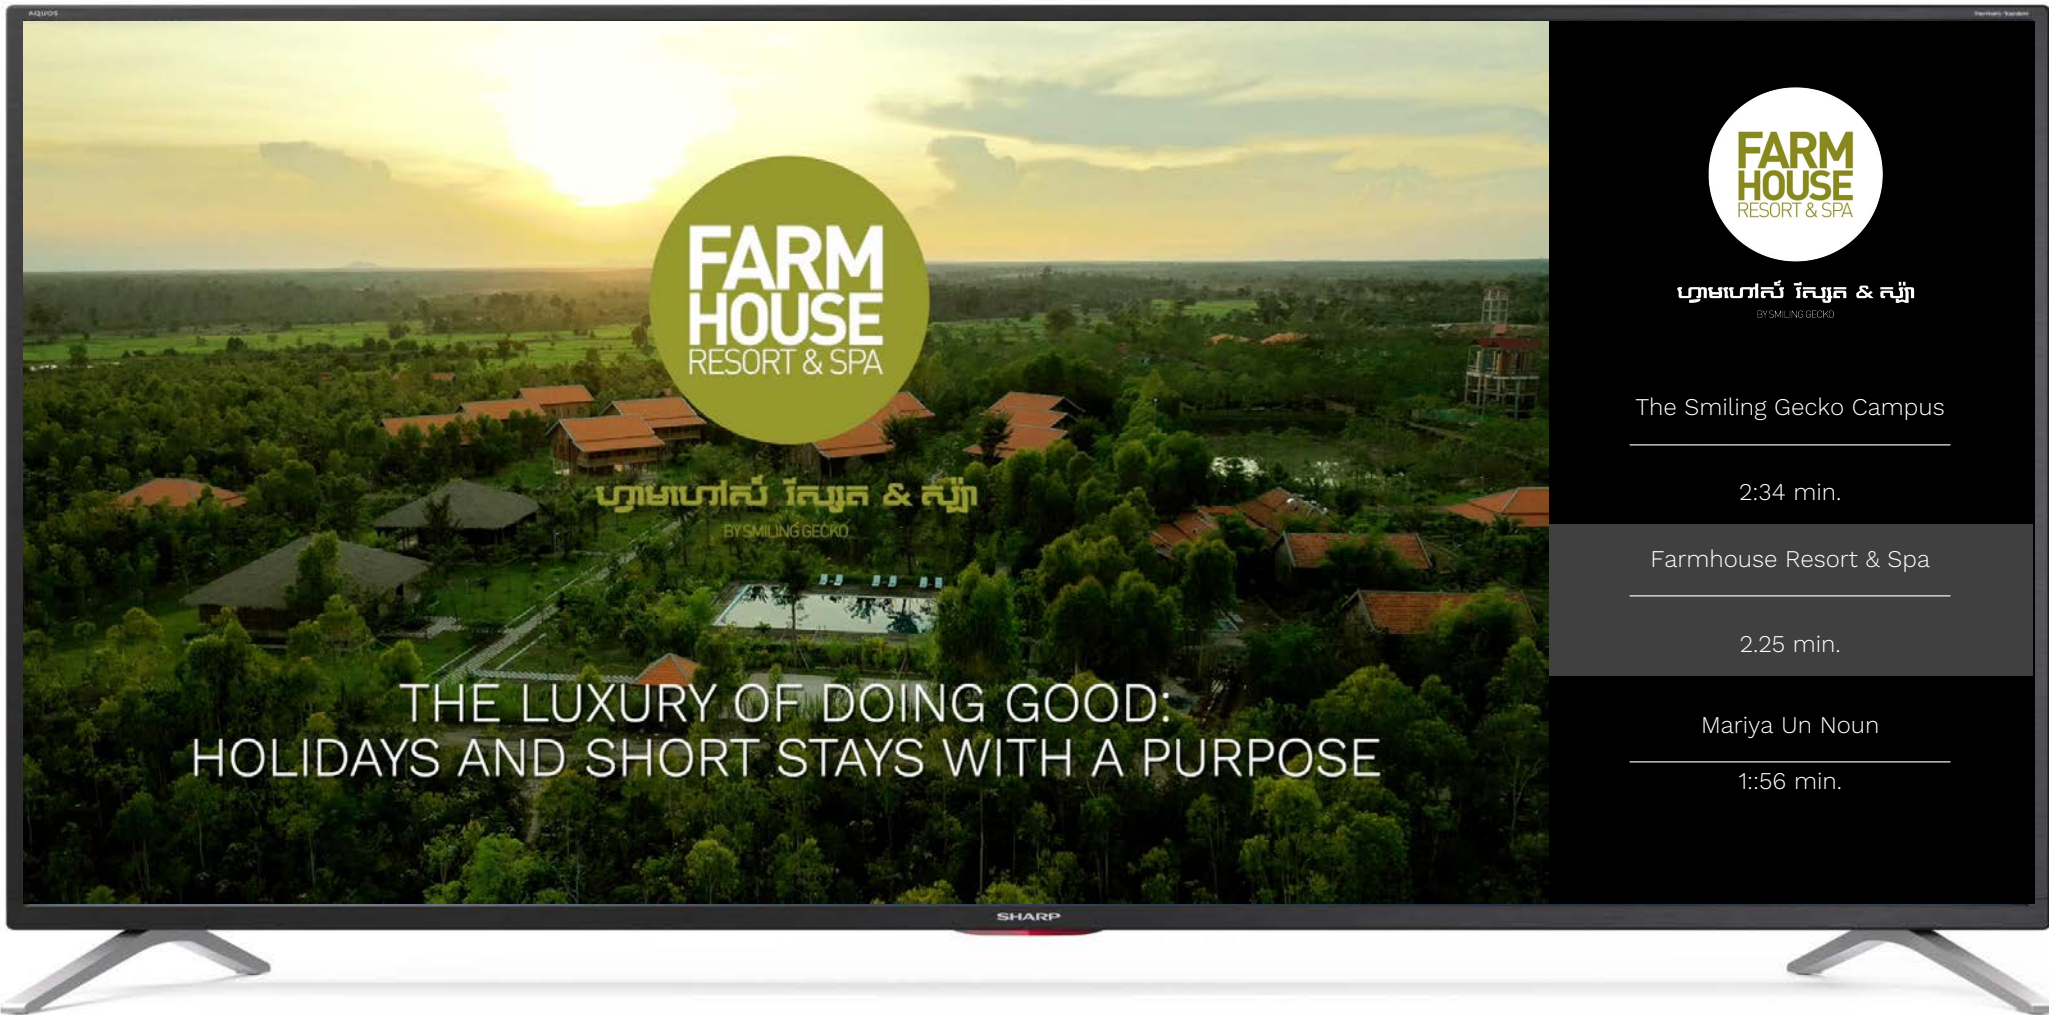 AQUOS
harman/kardon
FARM
HOUSE
RESORT & SPA
ហ្វាមហៅស៍ រីស្សត & ស្ប៉ា
BY SMILING GECKO
THE LUXURY OF DOING GOOD:
HOLIDAYS AND SHORT STAYS WITH A PURPOSE
FARM
HOUSE
RESORT & SPA
ហ្វាមហៅស៍ រីស្សត & ស្ប៉ា
BY SMILING GECKO
The Smiling Gecko Campus
2:34 min.
Farmhouse Resort & Spa
2.25 min.
Mariya Un Noun
1::56 min.
SHARP